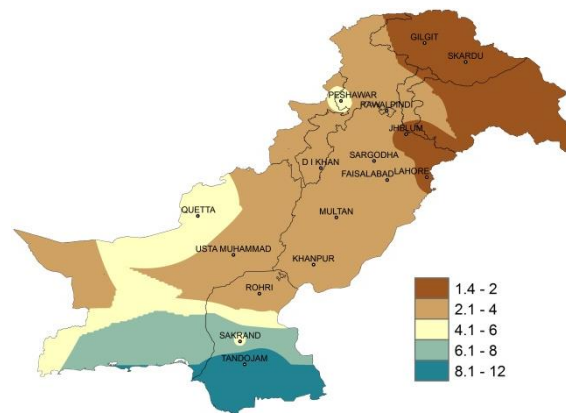 GILGIT
SKARDU
PESHAWAR
RAWALPINDI
JHELUM
SARGODHA
D I KHAN
FAISALABAD
LAHORE
QUETTA
MULTAN
USTA MUHAMMAD
KHANPUR
ROHRI
SAKRAND
TANDOJAM
1.4 - 2
2.1 - 4
4.1 - 6
6.1 - 8
8.1 - 12